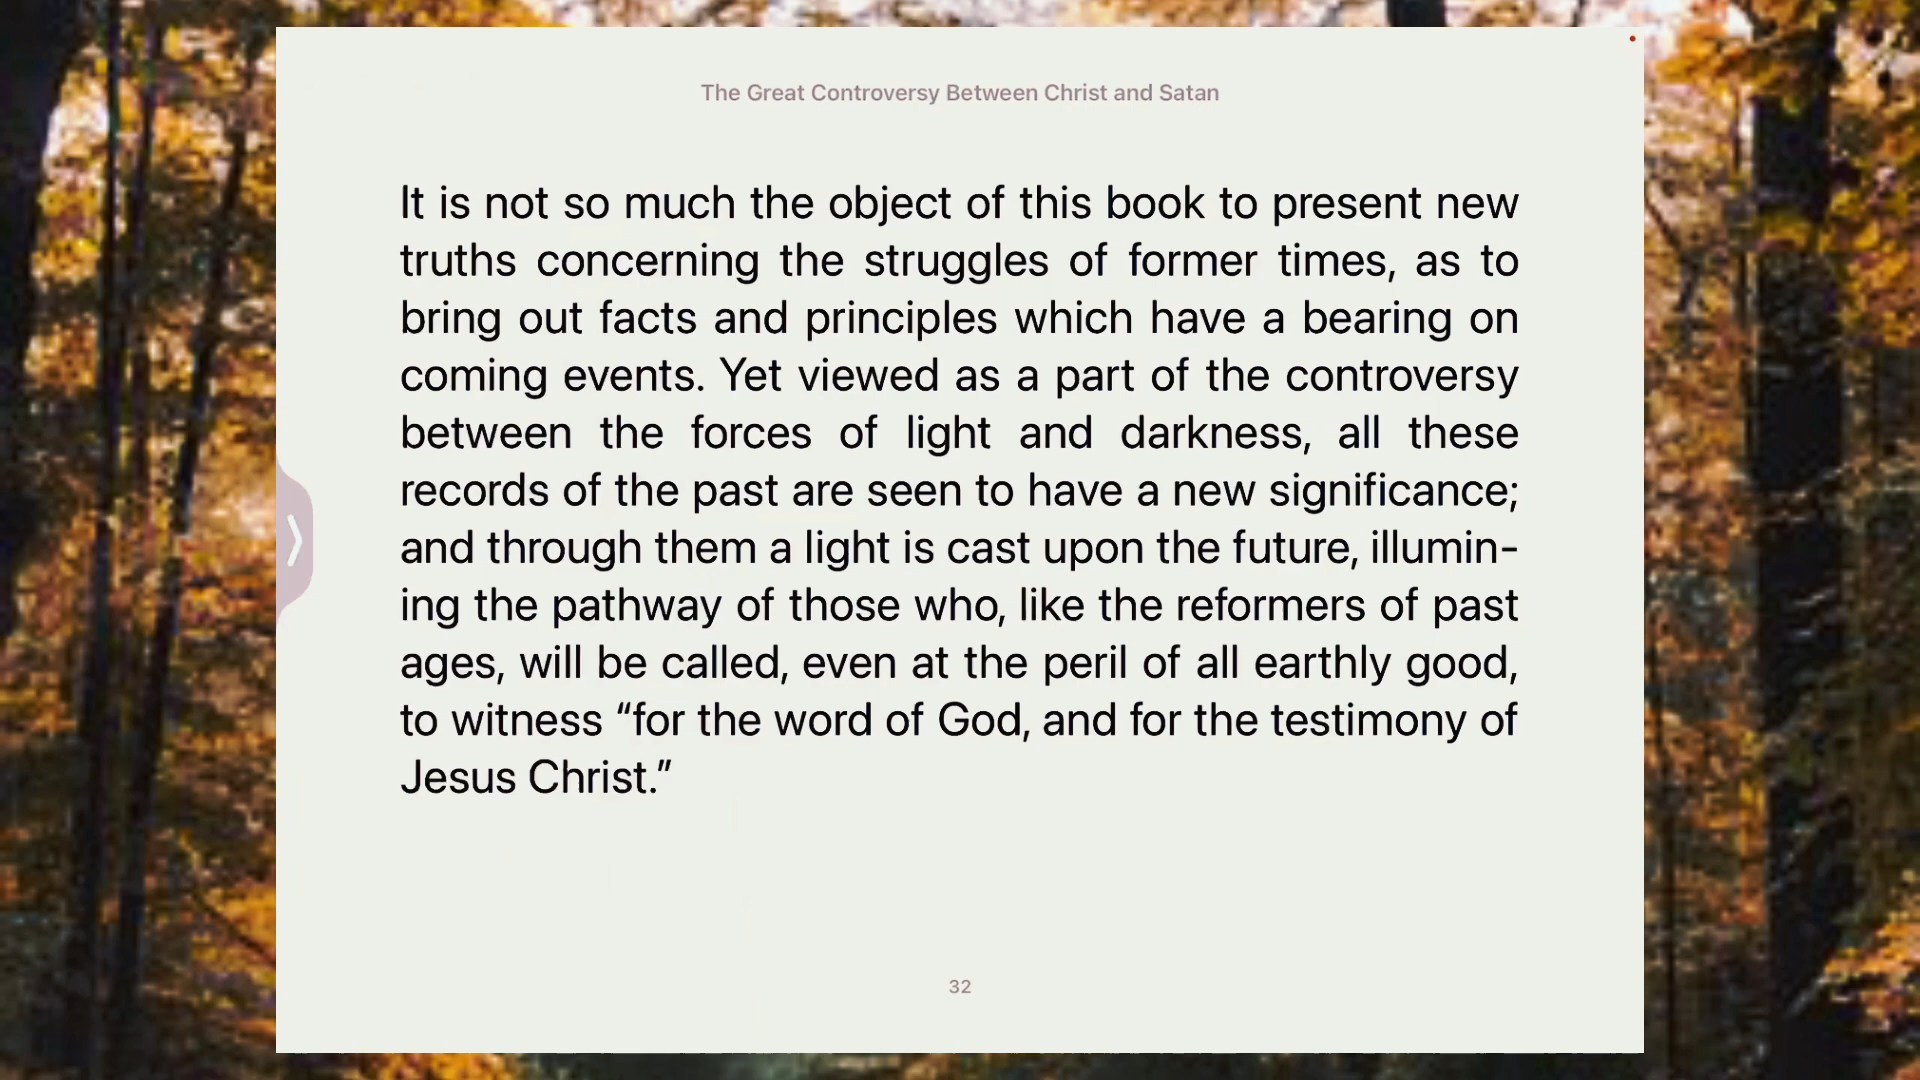 The Great Controversy Between Christ and Satan
It is not so much the object of this book to present new
truths concerning the struggles of former times, as to
bring out facts and principles which have a bearing on
coming events. Yet viewed as a part of the controversy
between the forces of light and darkness, all these
records of the past are seen to have a new significance;
and through them a light is cast upon the future, illumin-
ing the pathway of those who, like the reformers of past
ages, will be called, even at the peril of all earthly good,
to witness “for the word of God, and for the testimony of
Jesus Christ.”
32